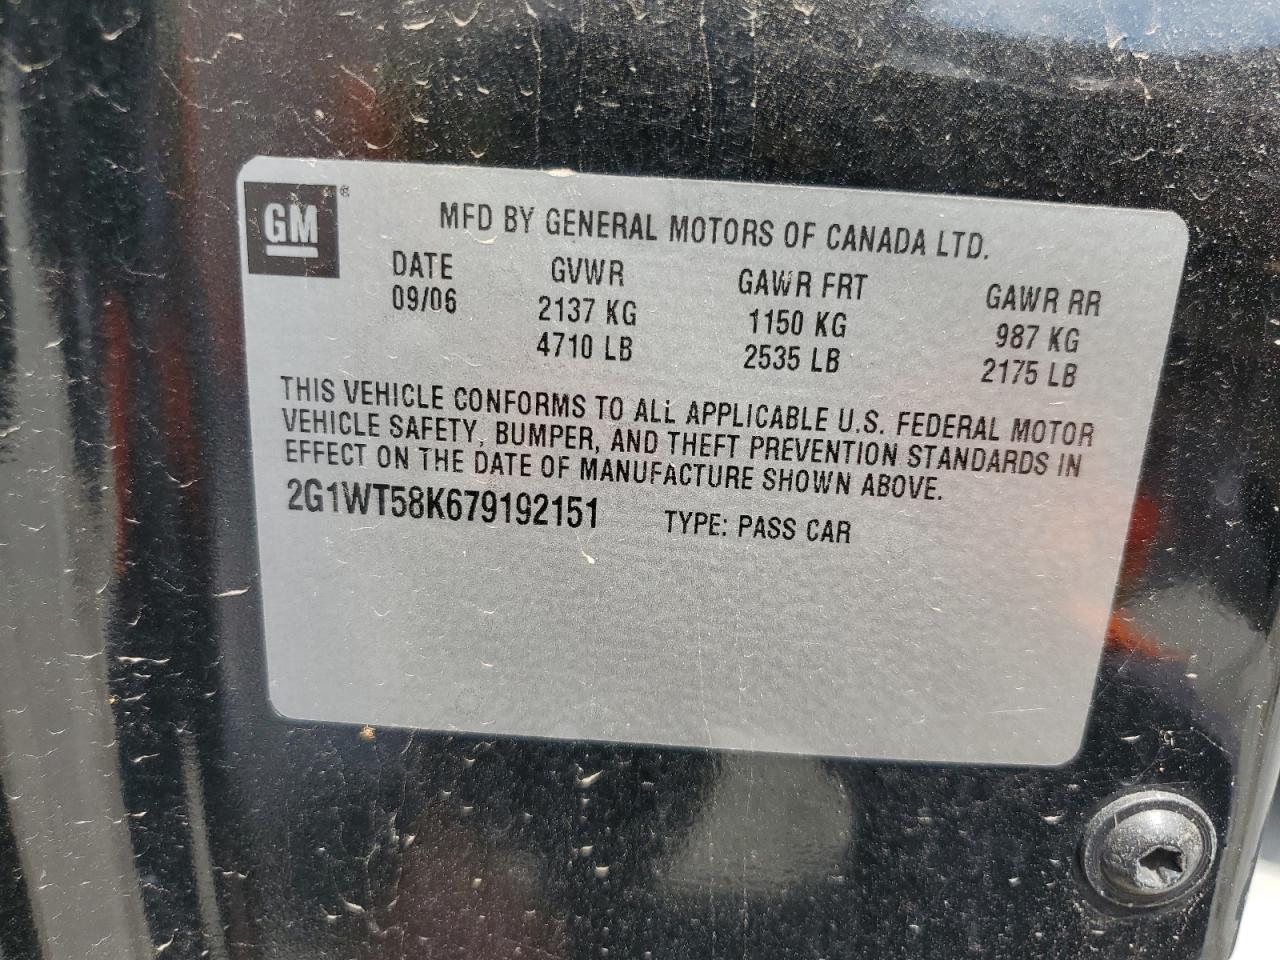 GM®
MFD BY GENERAL MOTORS OF CANADA LTD.
DATE GVWR GAWR FRT GAWR RR
09/06 2137 KG 1150 KG 987 KG
4710 LB 2535 LB 2175 LB
THIS VEHICLE CONFORMS TO ALL APPLICABLE U.S. FEDERAL MOTOR
VEHICLE SAFETY, BUMPER, AND THEFT PREVENTION STANDARDS IN
EFFECT ON THE DATE OF MANUFACTURE SHOWN ABOVE.
2G1WT58K679192151 TYPE: PASS CAR